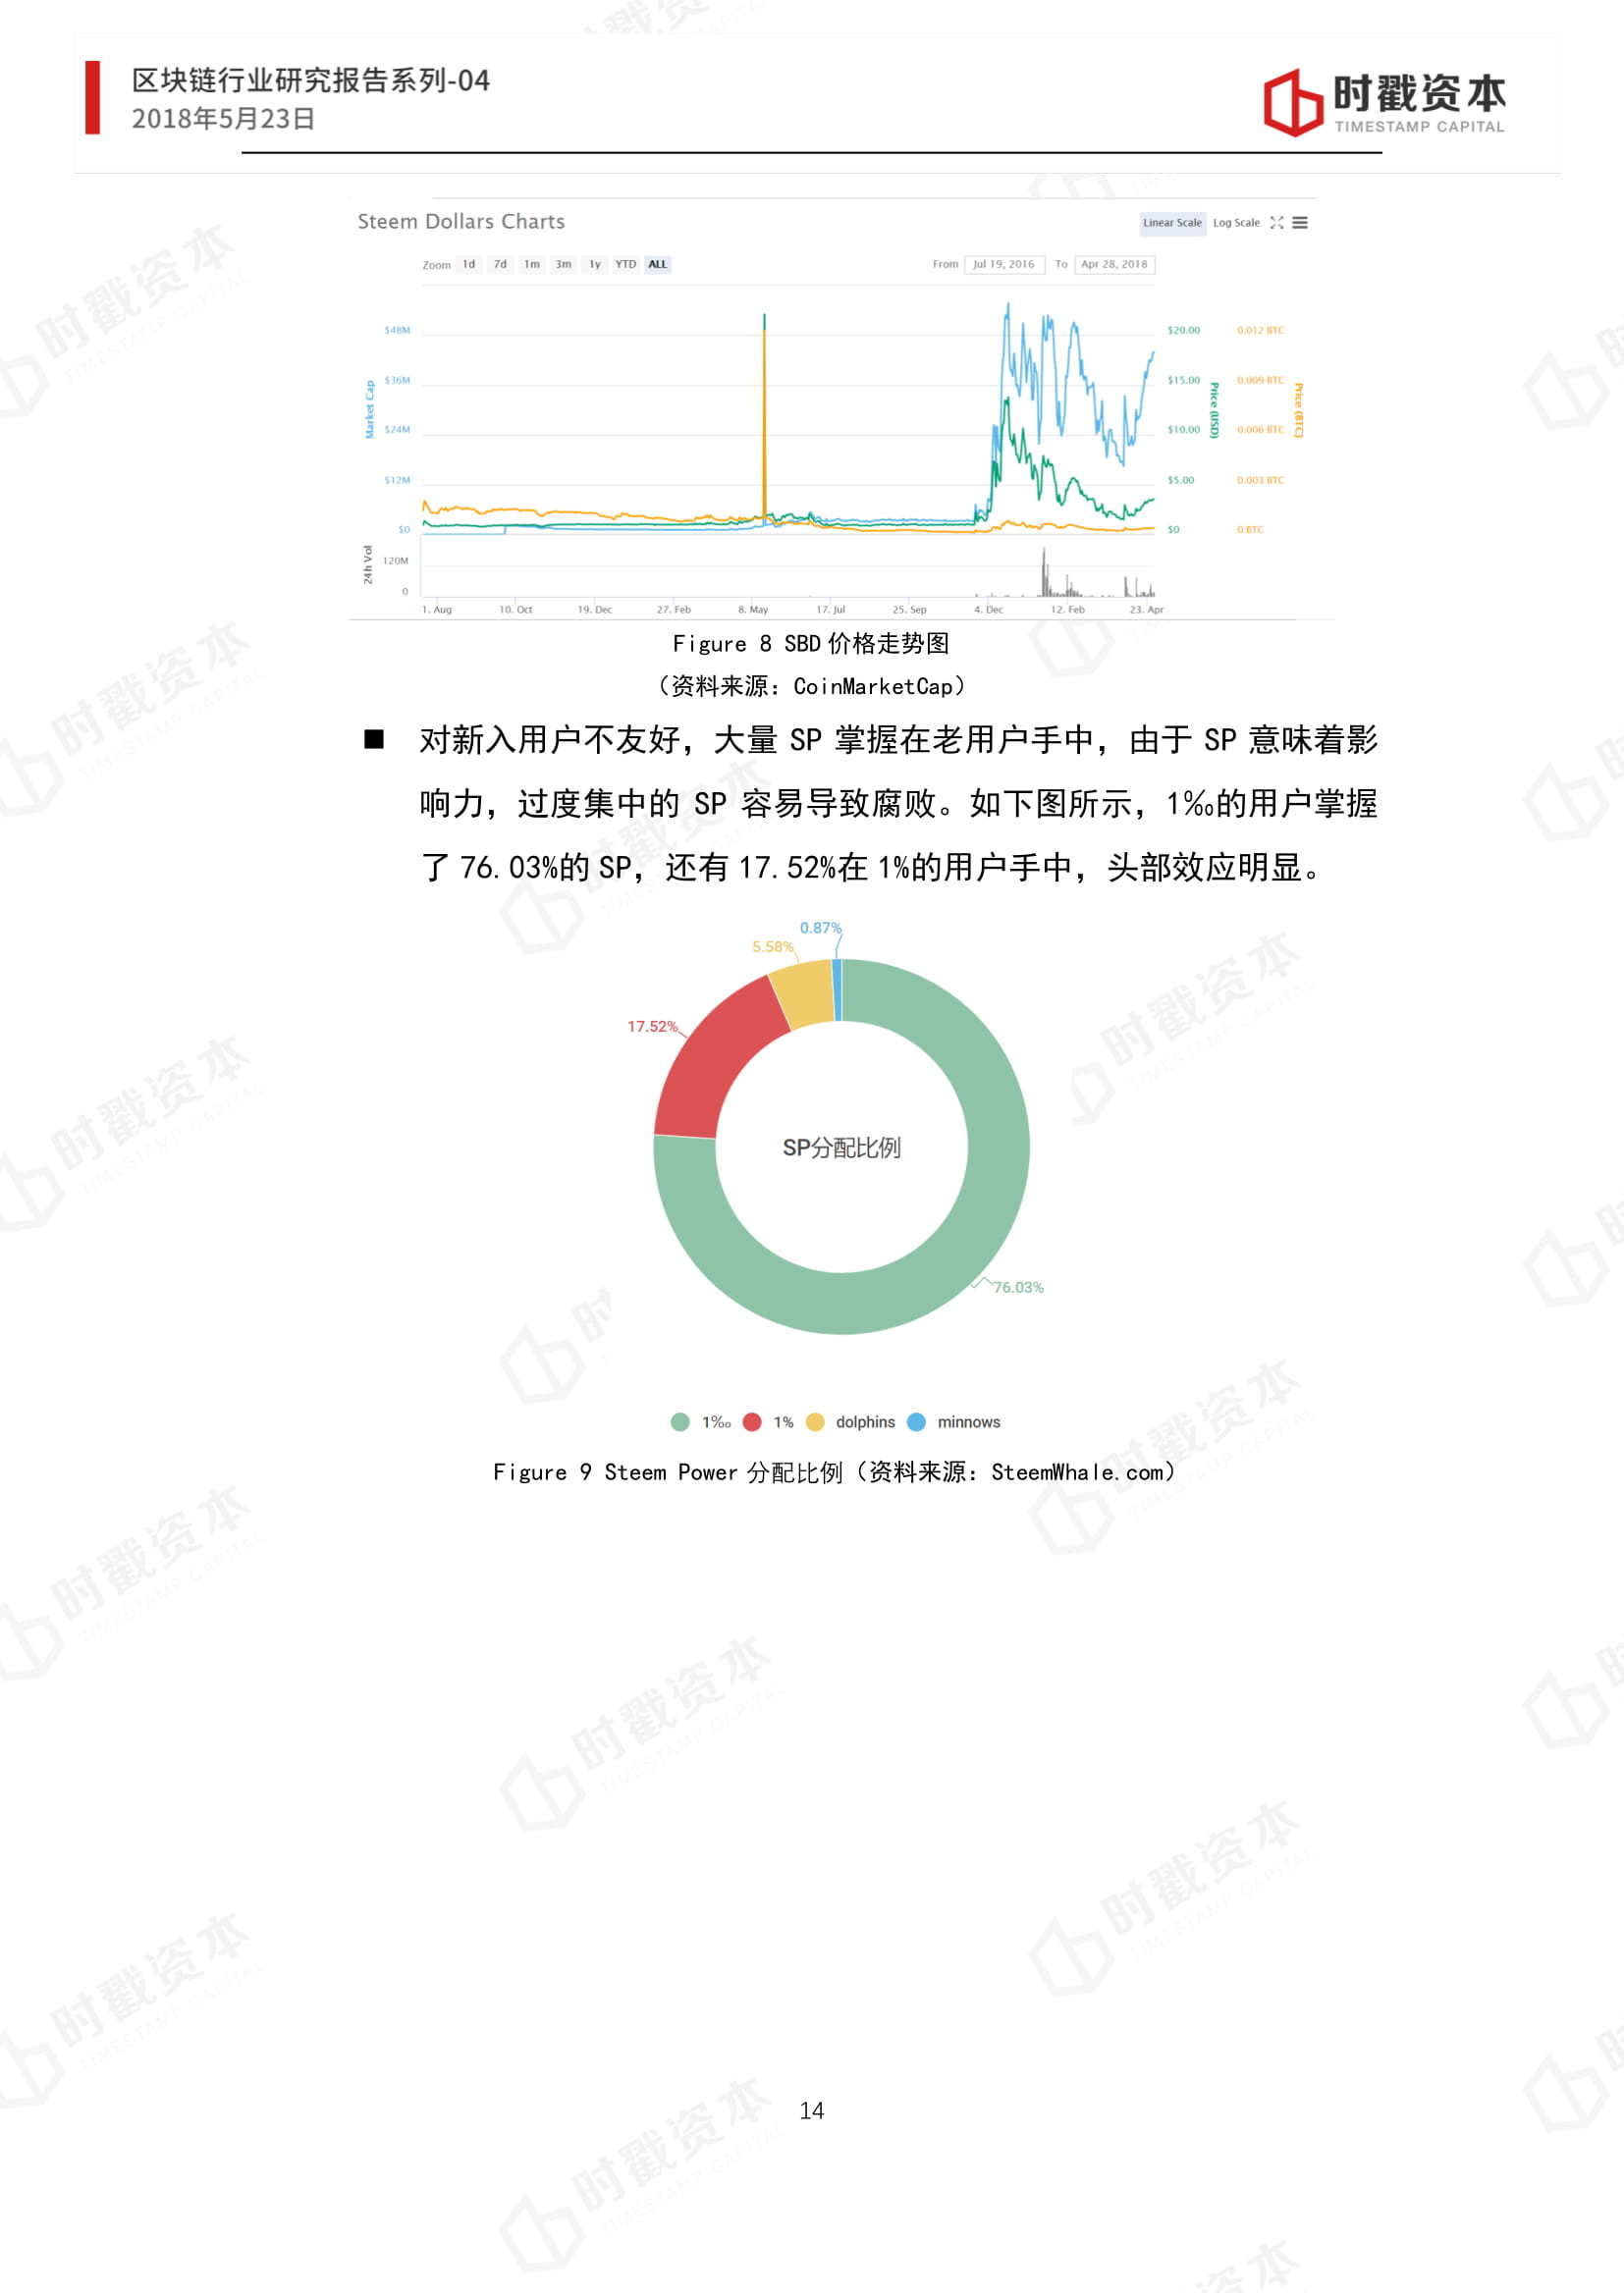 区块链行业研究报告系列-04
2018年5月23日
时戳资本
TIMESTAMP CAPITAL
Steem Dollars Charts
Linear Scale Log Scale
Zoom 1d 7d 1m 3m 1y YTD ALL From Jul 19, 2016 To Apr 28, 2018
$48M $20.00 0.012 BTC
$36M $15.00 0.009 BTC
Market Cap Price (USD) Price (BTC)
$24M $10.00 0.006 BTC
$12M $5.00 0.003 BTC
$0 $0 0 BTC
24h Vol
120M
0
1. Aug 10. Oct 19. Dec 27. Feb 8. May 17. Jul 25. Sep 4. Dec 12. Feb 23. Apr
Figure 8 SBD 价格走势图
（资料来源：CoinMarketCap）
■ 对新入用户不友好，大量 SP 掌握在老用户手中，由于 SP 意味着影
响力，过度集中的 SP 容易导致腐败。如下图所示，1‰的用户掌握
了 76.03%的 SP，还有 17.52%在 1%的用户手中，头部效应明显。
0.87%
5.58%
17.52%
SP分配比例
76.03%
1‰ 1% dolphins minnows
Figure 9 Steem Power 分配比例（资料来源：SteemWhale.com）
14